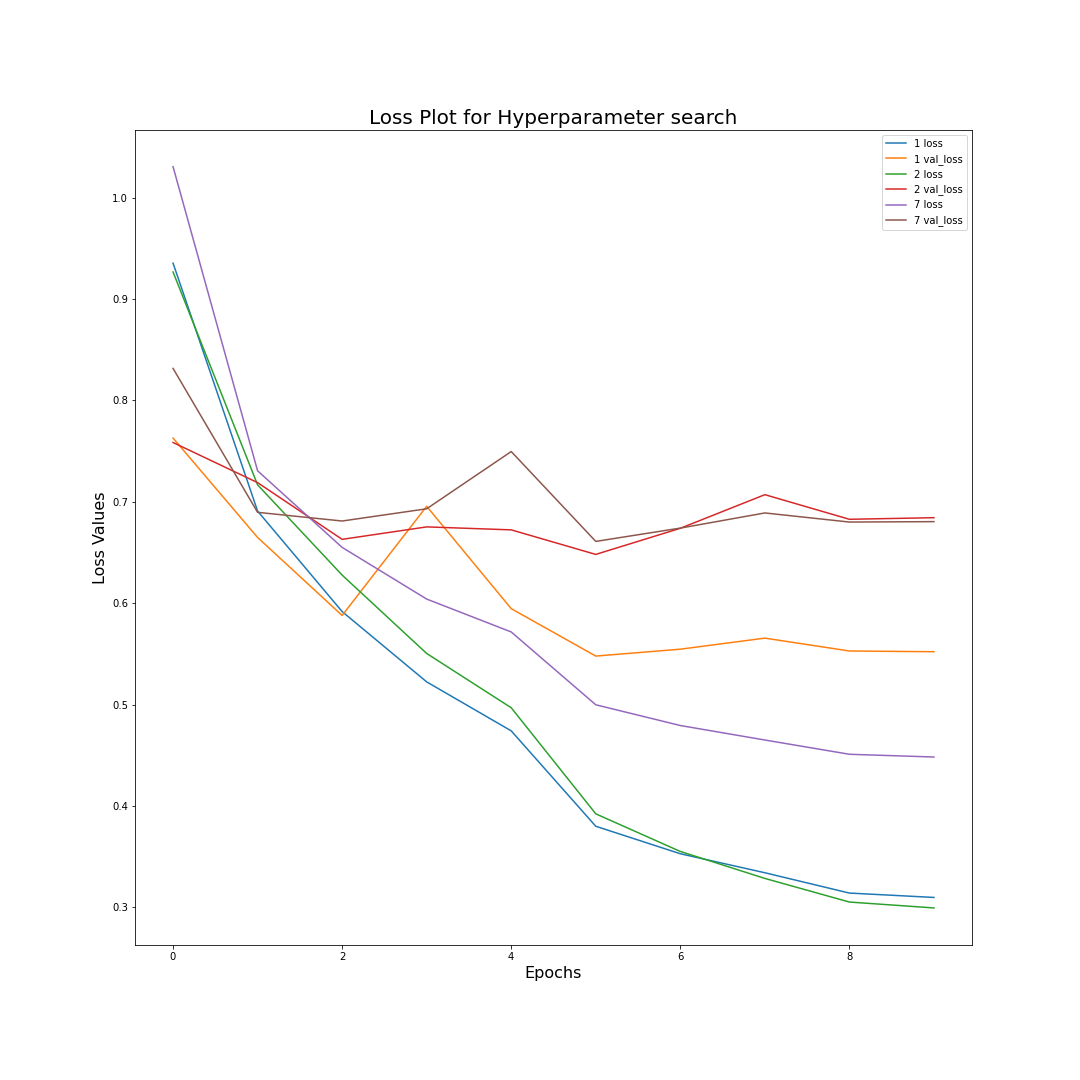 Loss Plot for Hyperparameter search
1 loss
1 val_loss
2 loss
2 val_loss
7 loss
7 val_loss
1.0
0.9
0.8
0.7
0.6
0.5
0.4
0.3
Loss Values
0 2 4 6 8
Epochs